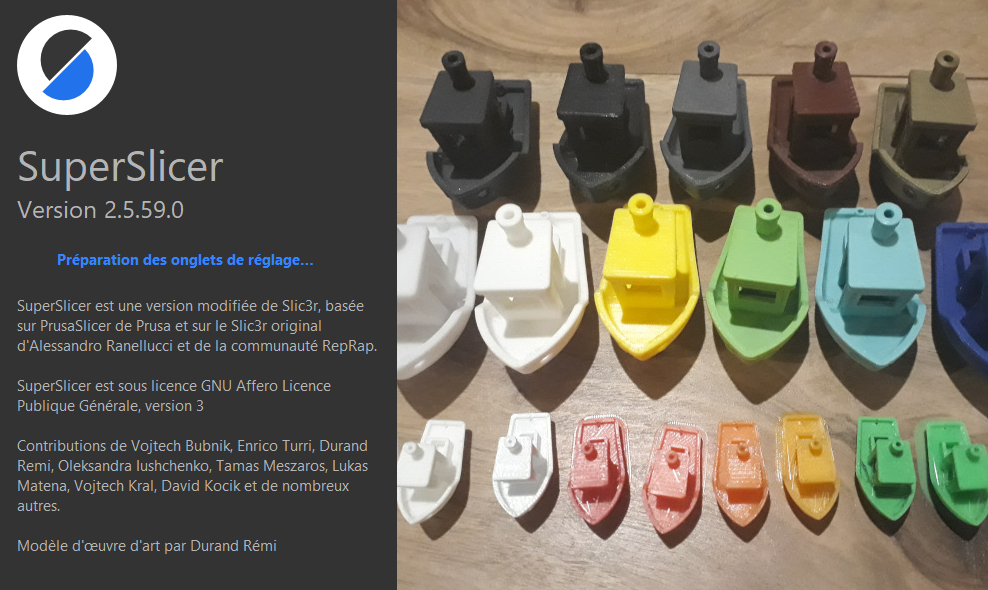 SuperSlicer
Version 2.5.59.0
Préparation des onglets de réglage...
SuperSlicer est une version modifiée de Slic3r, basée
sur PrusaSlicer de Prusa et sur le Slic3r original
d'Alessandro Ranellucci et de la communauté RepRap.
SuperSlicer est sous licence GNU Affero Licence
Publique Générale, version 3
Contributions de Vojtech Bubnik, Enrico Turri, Durand
Remi, Oleksandra Iushchenko, Tamas Meszaros, Lukas
Matena, Vojtech Kral, David Kocik et de nombreux
autres.
Modèle d'œuvre d'art par Durand Rémi